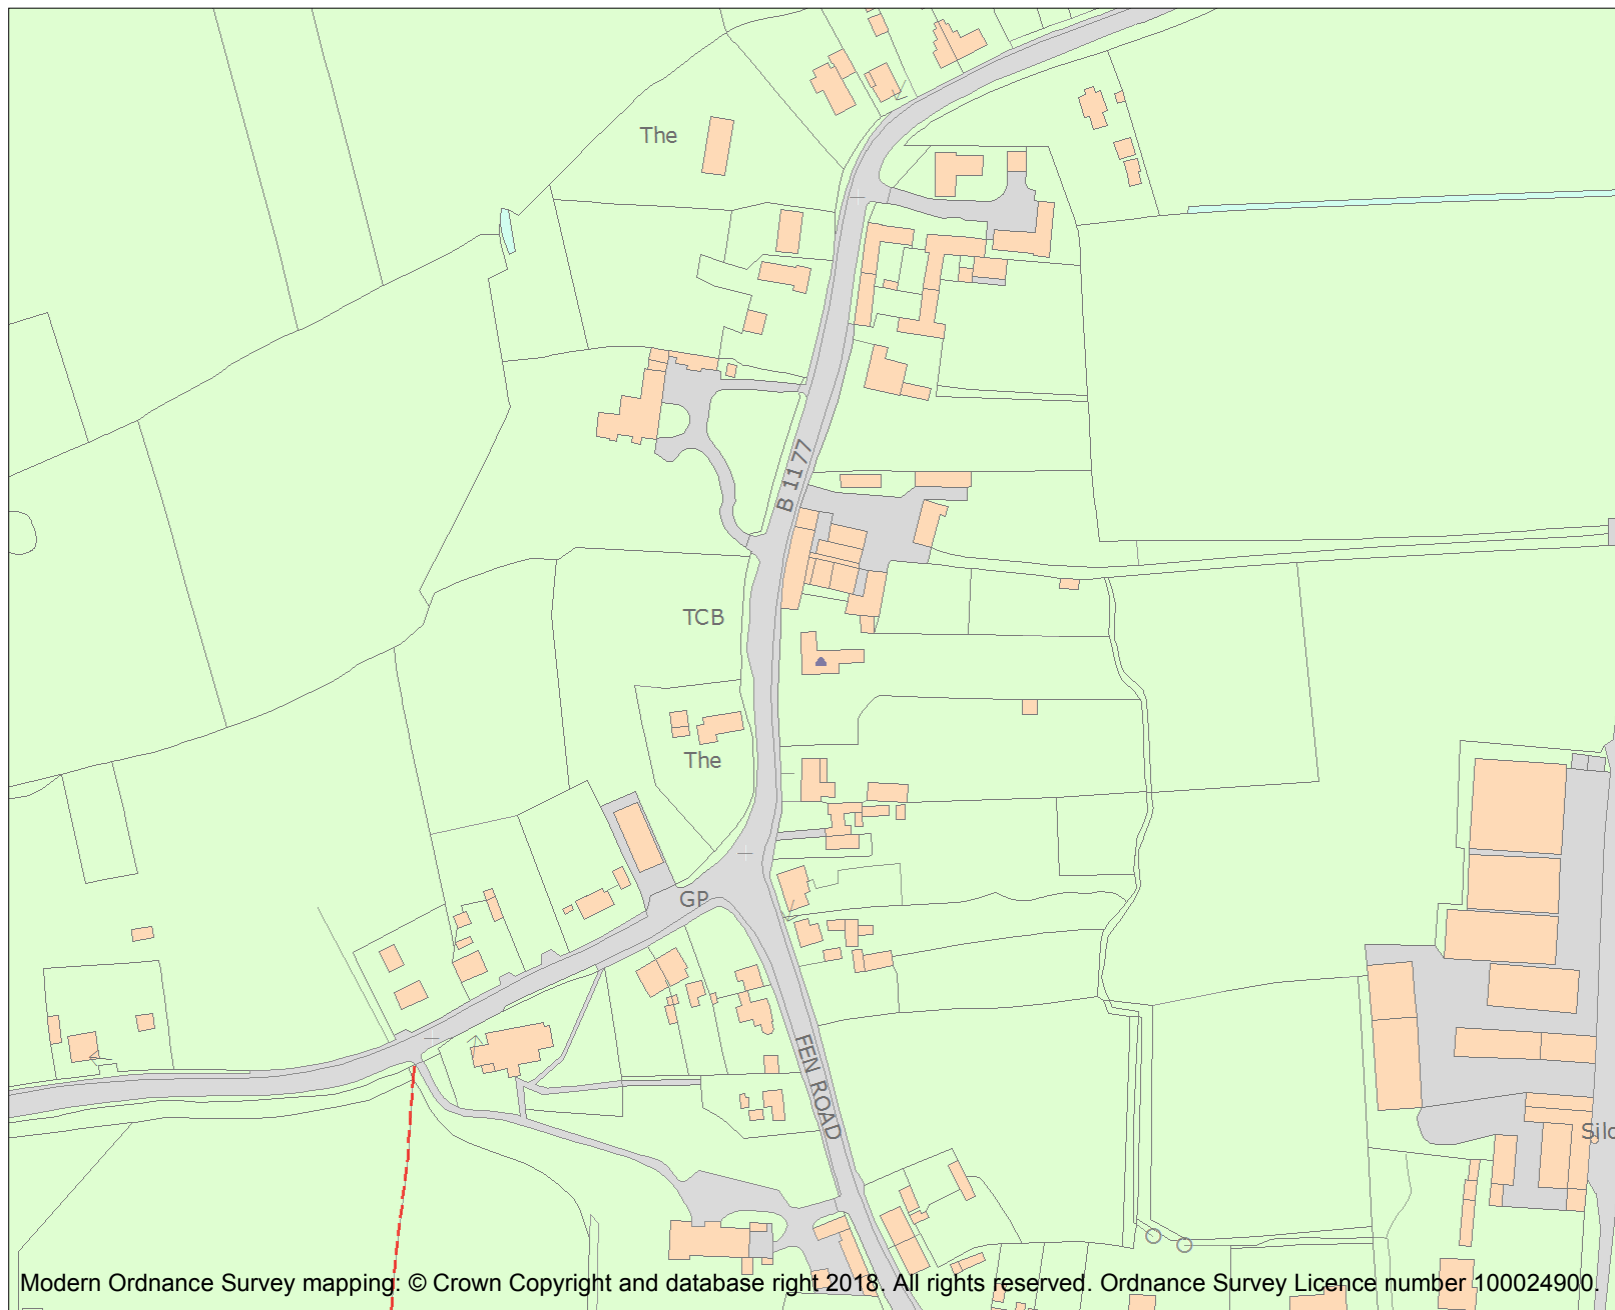 The
B 1177
TCB
The
GP
FEN ROAD
Modern Ordnance Survey mapping: © Crown Copyright and database right 2018. All rights reserved. Ordnance Survey Licence number 100024900.